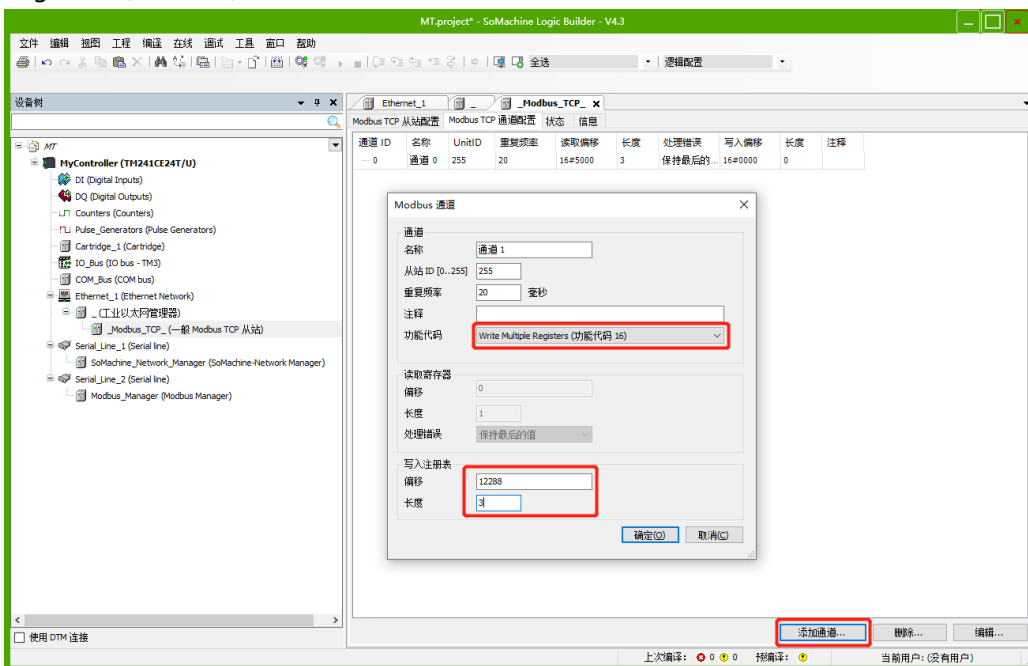 MT.project* - SoMachine Logic Builder - V4.3
文件 编辑 视图 工程 编译 在线 调试 工具 窗口 帮助
全选 逻辑配置
设备树
Ethernet_1 _ _Modbus_TCP_ x
Modbus TCP 从站配置 Modbus TCP 通道配置 状态 信息
通道 ID 名称 UnitID 重复频率 读取偏移 长度 处理错误 写入偏移 长度 注释
0 通道 0 255 20 16#5000 3 保持最后的... 16#0000 0
MT
MyController (TM241CE24T/U)
DI (Digital Inputs)
DQ (Digital Outputs)
Counters (Counters)
Pulse_Generators (Pulse Generators)
Cartridge_1 (Cartridge)
IO_Bus (IO bus - TM3)
COM_Bus (COM bus)
Ethernet_1 (Ethernet Network)
_ (工业以太网管理器)
_Modbus_TCP_ (一般 Modbus TCP 从站)
Serial_Line_1 (Serial line)
SoMachine_Network_Manager (SoMachine-Network Manager)
Serial_Line_2 (Serial line)
Modbus_Manager (Modbus Manager)
Modbus 通道
通道
名称 通道 1
从站 ID [0..255] 255
重复频率 20 毫秒
注释
功能代码 Write Multiple Registers (功能代码 16)
读取寄存器
偏移 0
长度 1
处理错误 保持最后的值
写入注册表
偏移 12288
长度 3
确定(O) 取消(C)
使用 DTM 连接
添加通道... 删除... 编辑...
上次编译: 0 0 预编译: 当前用户: (没有用户)